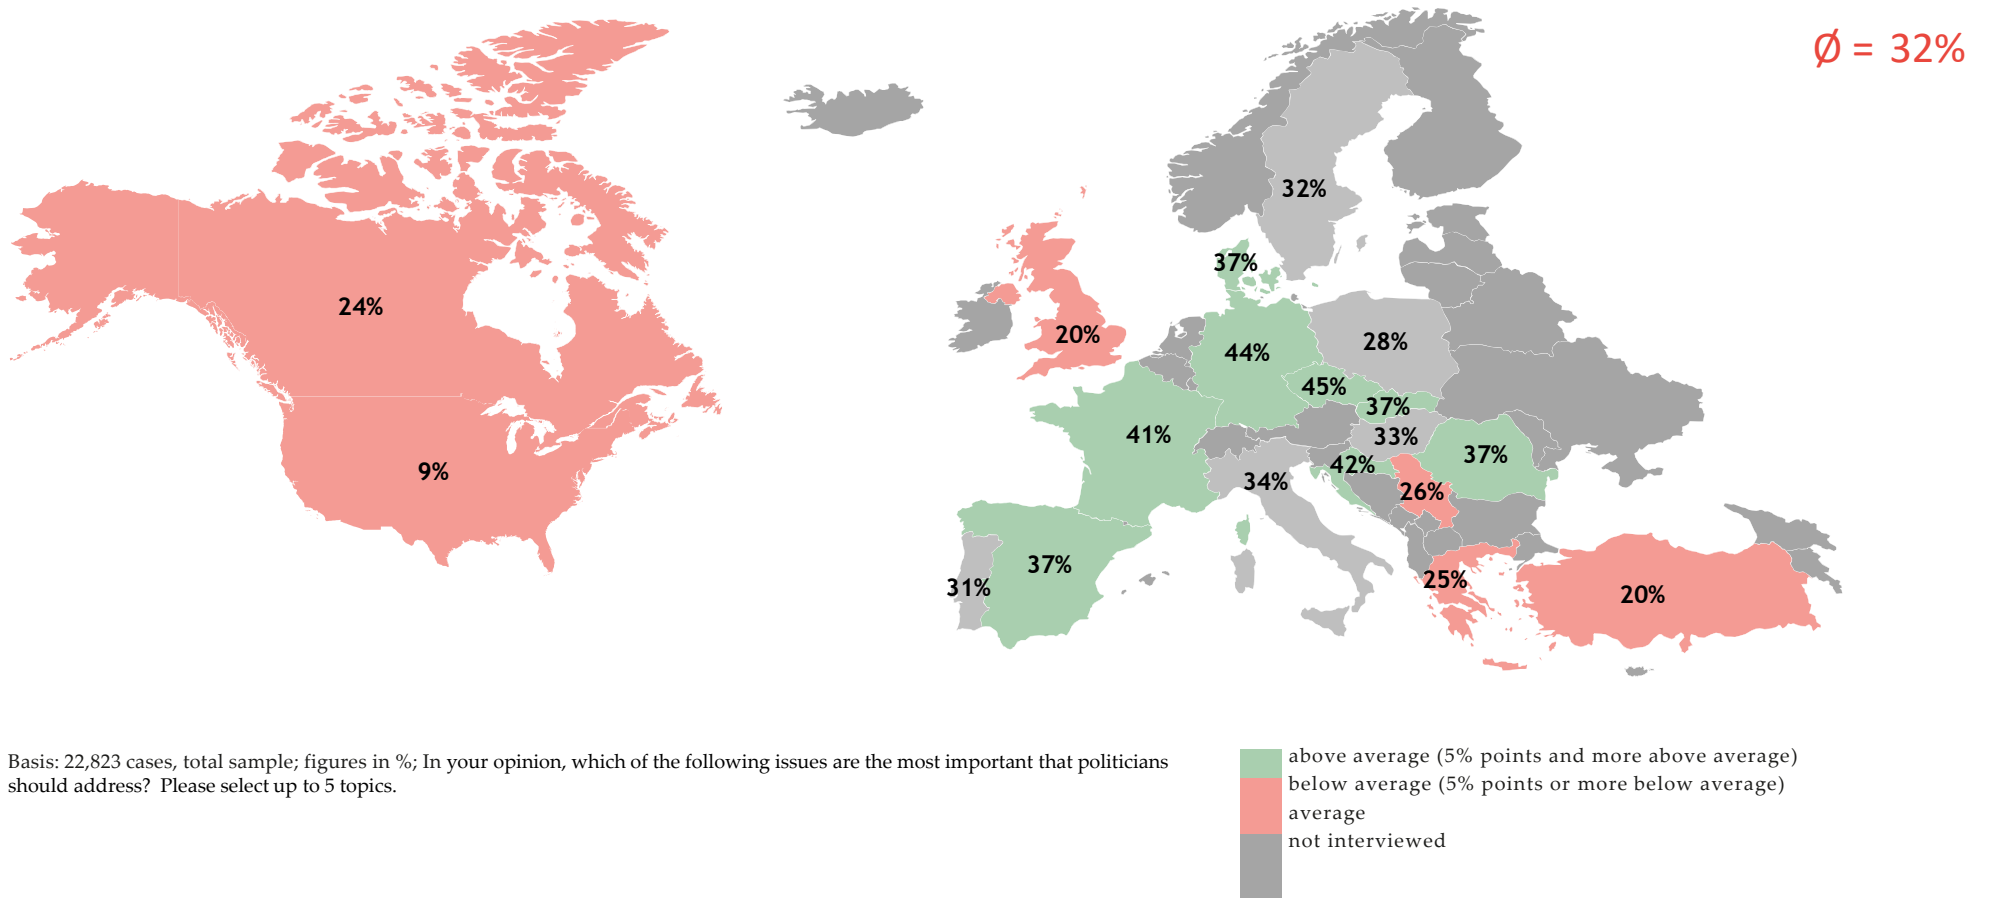 Ø = 32%
32%
37%
24%
20%
28%
44%
45%
37%
41%
33%
37%
42%
9%
34%
26%
37%
25%
31%
20%
Basis: 22,823 cases, total sample; figures in %; In your opinion, which of the following issues are the most important that politicians
should address? Please select up to 5 topics.
above average (5% points and more above average)
below average (5% points or more below average)
average
not interviewed